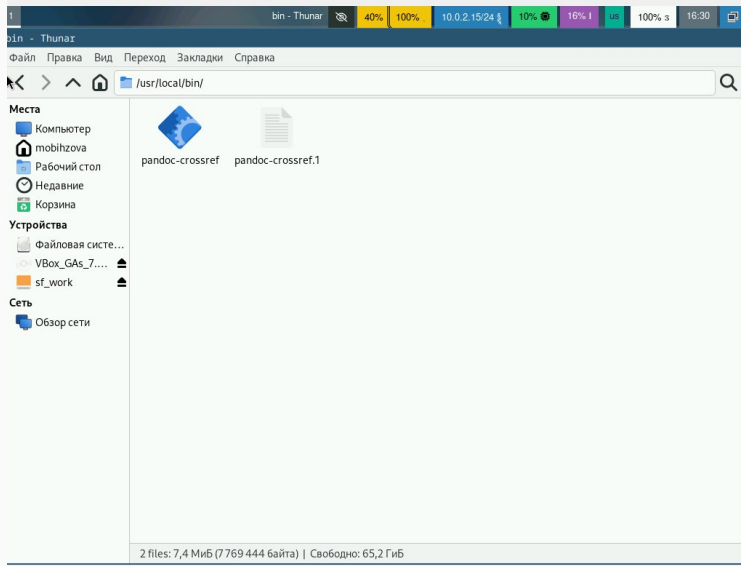 1 bin - Thunar 40% 100% 10.0.2.15/24 10% 16% us 100% 16:30
bin - Thunar
Файл Правка Вид Переход Закладки Справка
/usr/local/bin/
Места
Компьютер
mobihzova
Рабочий стол
Недавние
Корзина
Устройства
Файловая систе...
VBox_GAs_7....
sf_work
Сеть
Обзор сети
pandoc-crossref pandoc-crossref.1
2 files: 7,4 МиБ (7 769 444 байта) | Свободно: 65,2 ГиБ